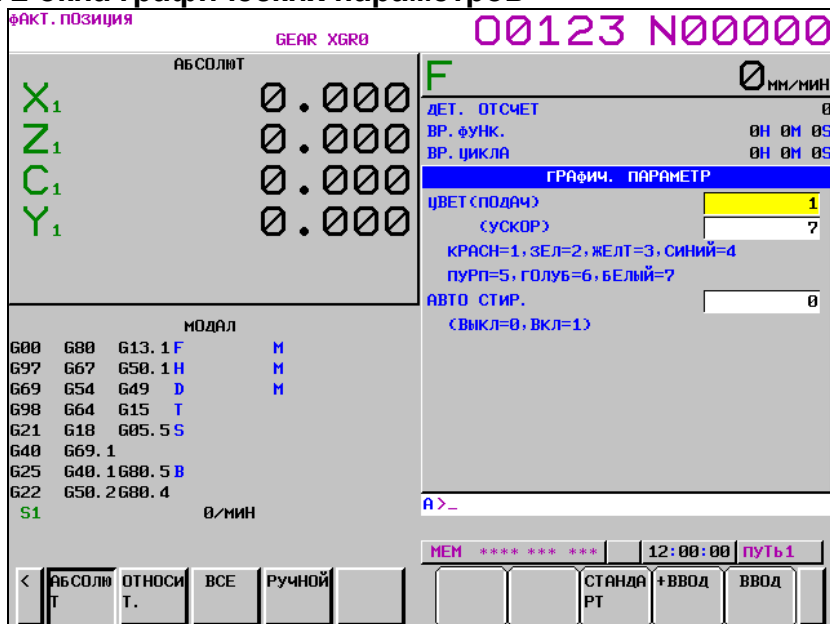 ФАКТ.ПОЗИЦИЯ
GEAR XGR0
O0123 N00000
АБСОЛЮТ
X1 0.000
Z1 0.000
C1 0.000
Y1 0.000
F 0 ММ/МИН
ДЕТ. ОТСЧЕТ 0
ВР.ФУНК. 0H 0M 0S
ВР.ЦИКЛА 0H 0M 0S
ГРАФИЧ. ПАРАМЕТР
ЦВЕТ(ПОДАЧ) 1
(УСКОР) 7
КРАСН=1,ЗЕЛ=2,ЖЕЛТ=3,СИНИЙ=4
ПУРП=5,ГОЛУБ=6,БЕЛЫЙ=7
АВТО СТИР. 0
(ВЫКЛ=0,ВКЛ=1)
МОДАЛ
G00 G80 G13.1 F M
G97 G67 G50.1 H M
G69 G54 G49 D M
G98 G64 G15 T
G21 G18 G05.5 S
G40 G69.1
G25 G40.1 G80.5 B
G22 G50.2 G80.4
S1 0/МИН
A>_
MEM **** *** *** 12:00:00 ПУТЬ1
< АБСОЛЮ
Т
ОТНОСИ
Т.
ВСЕ
РУЧНОЙ
СТАНДА
РТ
+ВВОД
ВВОД